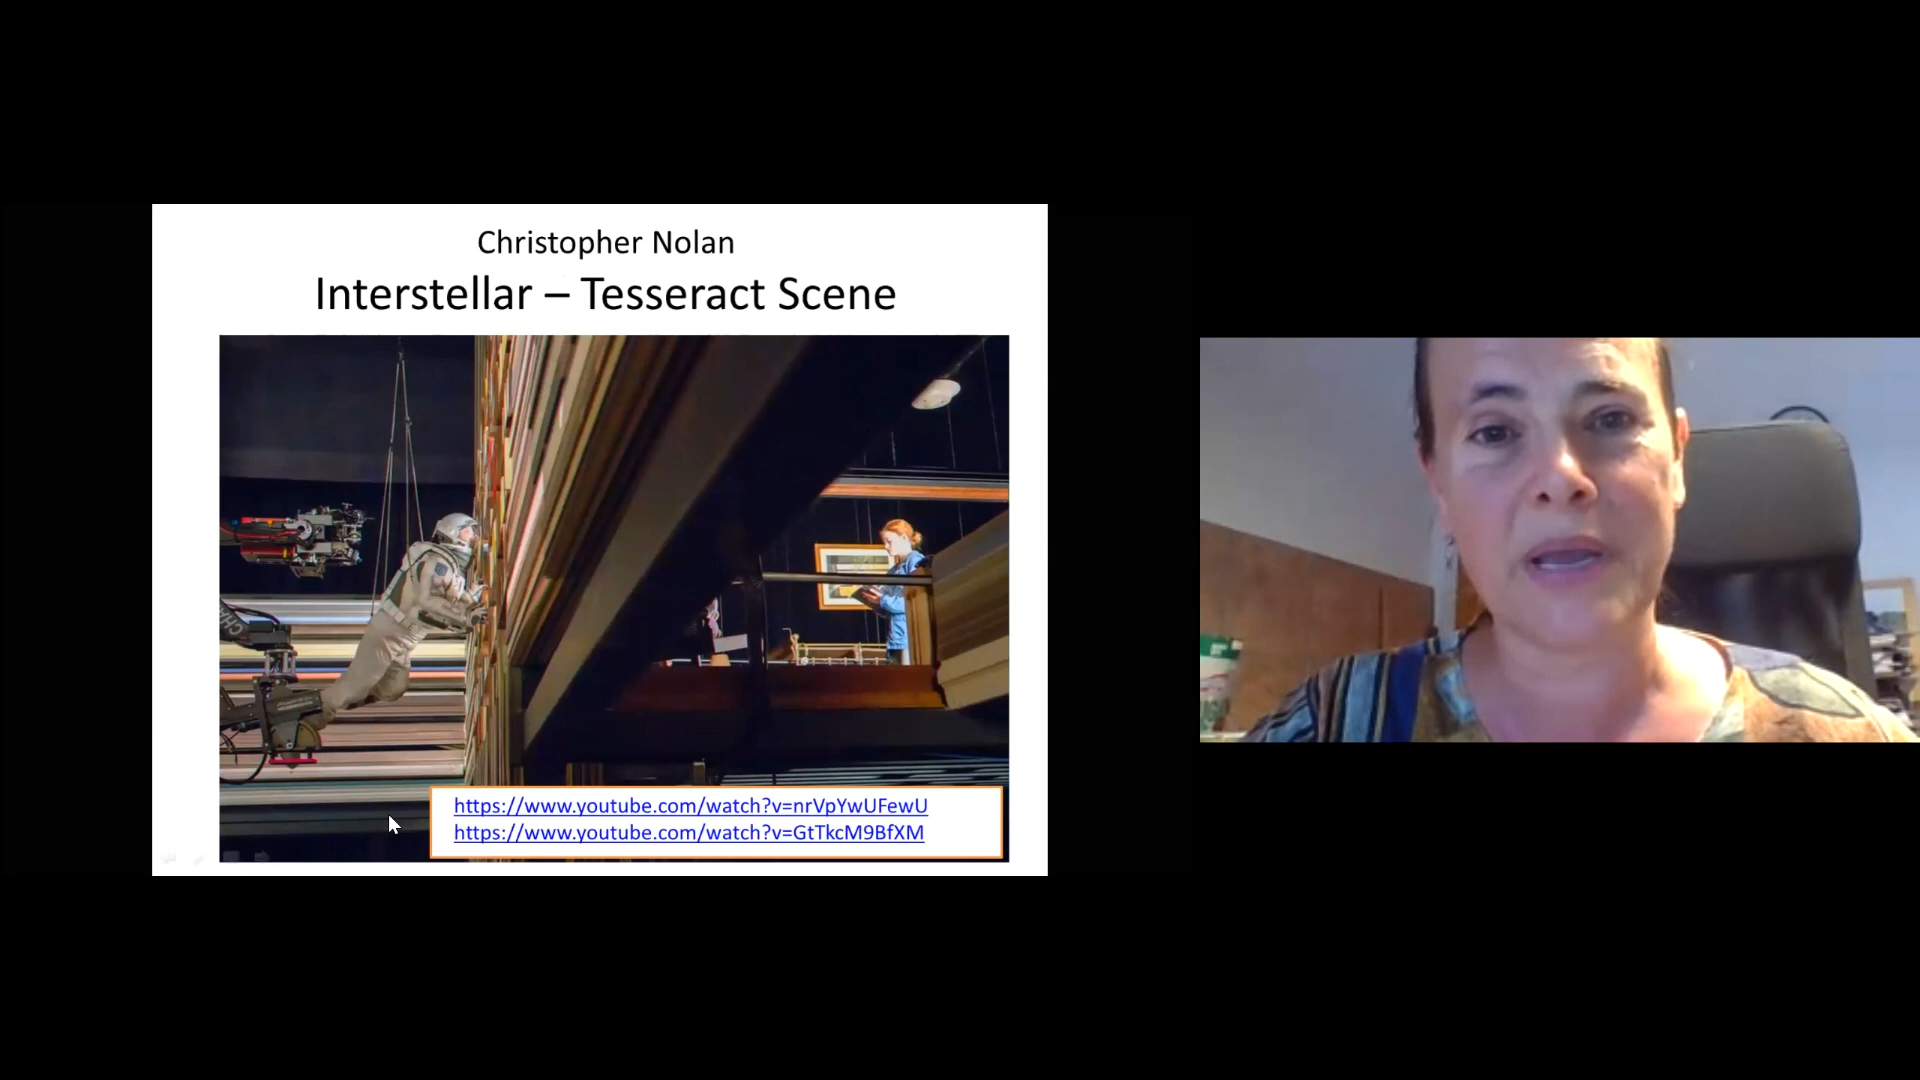 Christopher Nolan
Interstellar – Tesseract Scene
https://www.youtube.com/watch?v=nrVpYwUFewU
https://www.youtube.com/watch?v=GtTkcM9BfXM